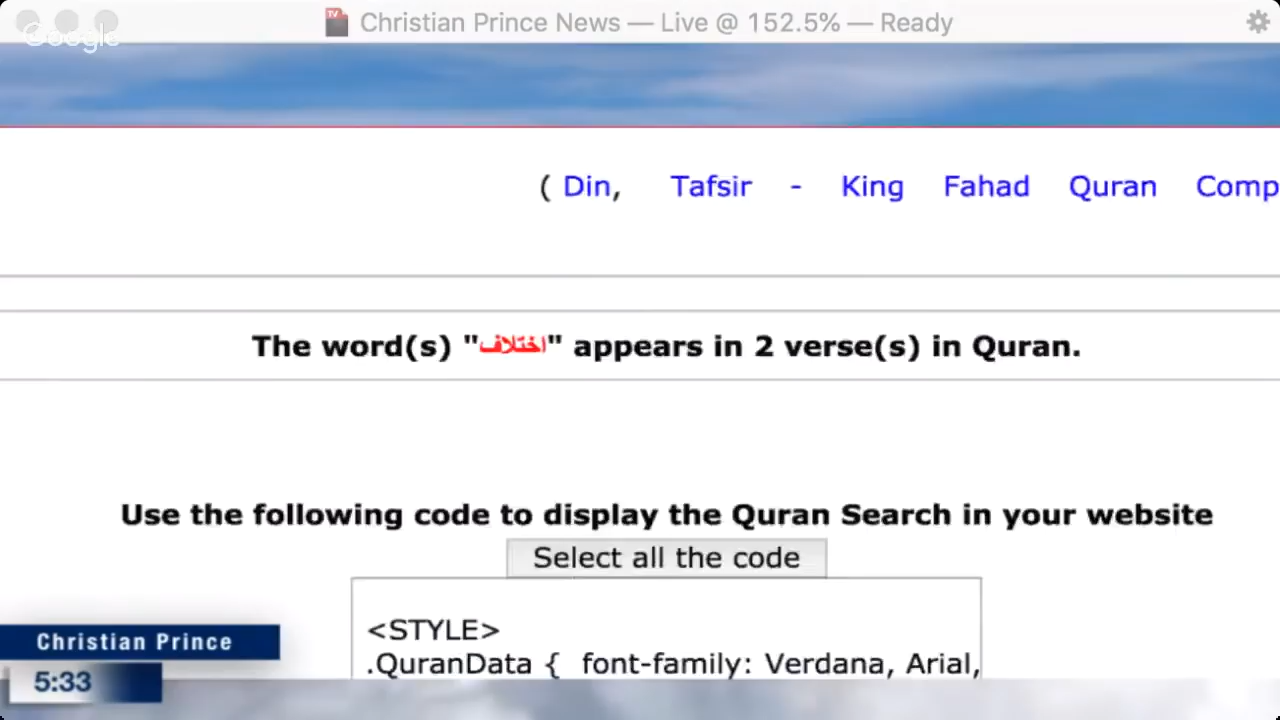 Christian Prince News — Live @ 152.5% — Ready
Google
( Din, Tafsir - King Fahad Quran Comp
The word(s) "اختلاف" appears in 2 verse(s) in Quran.
Use the following code to display the Quran Search in your website
Select all the code
<STYLE>
.QuranData { font-family: Verdana, Arial,
Christian Prince
5:33